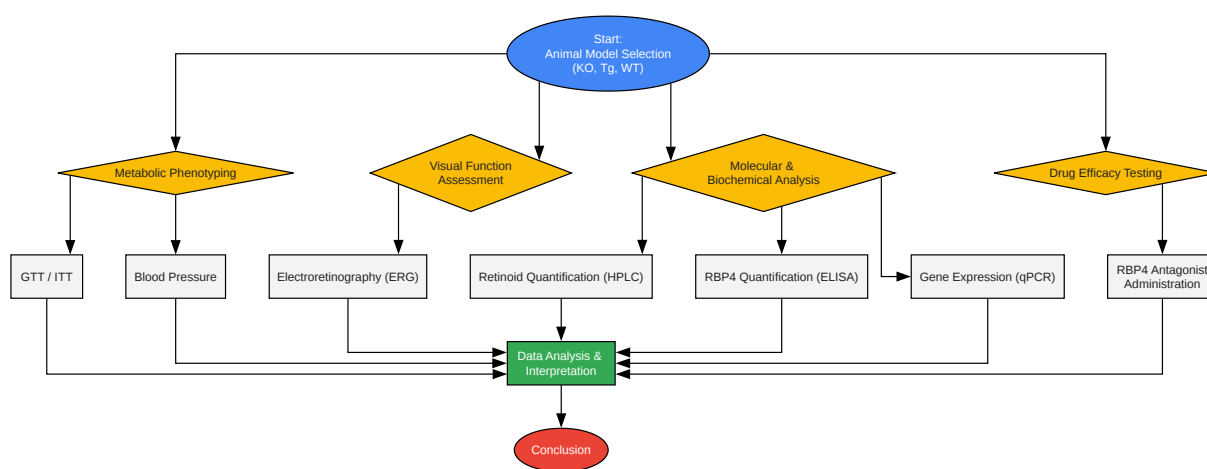 Start:
Animal Model Selection
(KO, Tg, WT)
Metabolic Phenotyping
Visual Function
Assessment
Molecular &
Biochemical Analysis
Drug Efficacy Testing
GTT / ITT
Blood Pressure
Electroretinography (ERG)
Retinoid Quantification (HPLC)
RBP4 Quantification (ELISA)
Gene Expression (qPCR)
RBP4 Antagonist
Administration
Data Analysis &
Interpretation
Conclusion